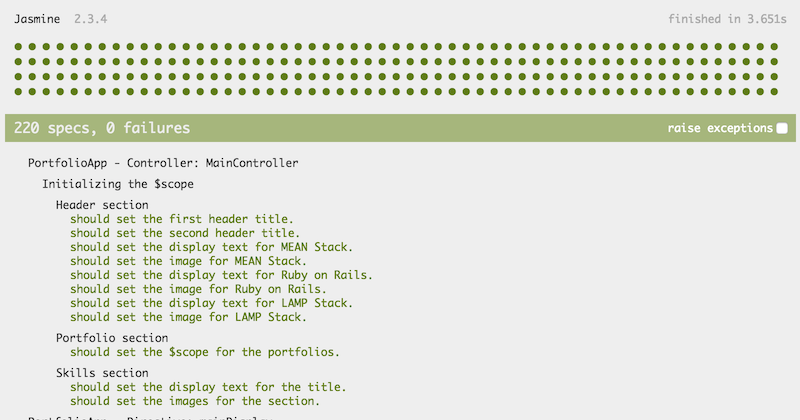 Jasmine 2.3.4 finished in 3.651s
220 specs, 0 failures raise exceptions
PortfolioApp - Controller: MainController
Initializing the $scope
Header section
should set the first header title.
should set the second header title.
should set the display text for MEAN Stack.
should set the image for MEAN Stack.
should set the display text for Ruby on Rails.
should set the image for Ruby on Rails.
should set the display text for LAMP Stack.
should set the image for LAMP Stack.
Portfolio section
should set the $scope for the portfolios.
Skills section
should set the display text for the title.
should set the images for the section.
PortfolioApp - Directive: mainDisplay